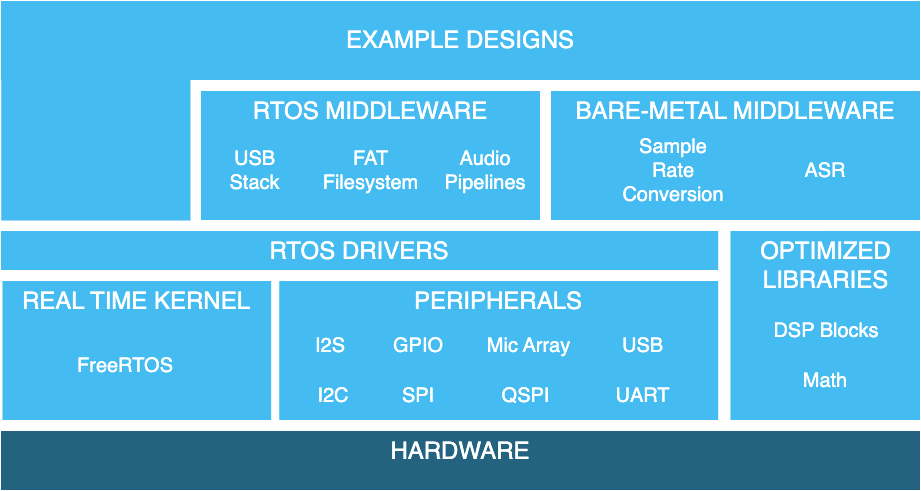 EXAMPLE DESIGNS
RTOS MIDDLEWARE
USB
Stack
FAT
Filesystem
Audio
Pipelines
BARE-METAL MIDDLEWARE
Sample
Rate
Conversion
ASR
RTOS DRIVERS
REAL TIME KERNEL
FreeRTOS
PERIPHERALS
I2S GPIO Mic Array USB
I2C SPI QSPI UART
OPTIMIZED
LIBRARIES
DSP Blocks
Math
HARDWARE